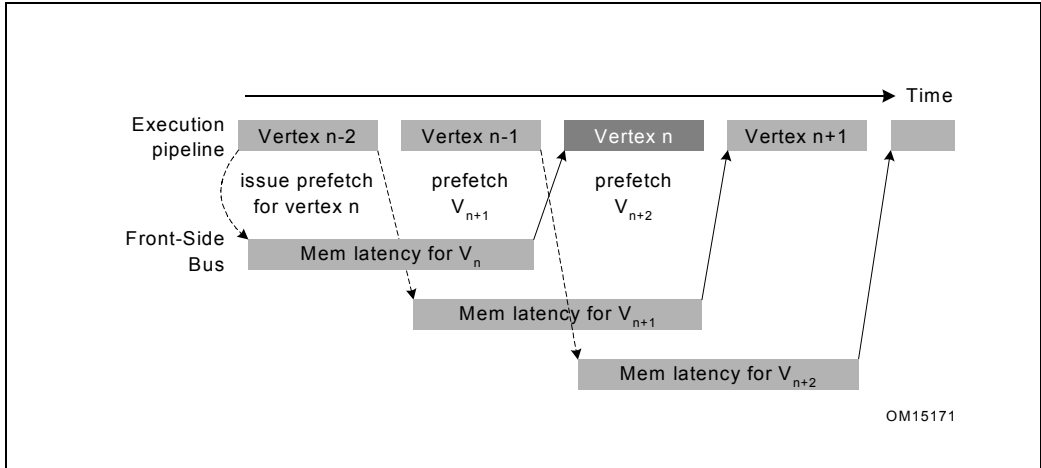 Time
Execution
pipeline
Vertex n-2
Vertex n-1
Vertex n
Vertex n+1
issue prefetch
for vertex n
prefetch
Vn+1
prefetch
Vn+2
Front-Side
Bus
Mem latency for Vn
Mem latency for Vn+1
Mem latency for Vn+2
OM15171